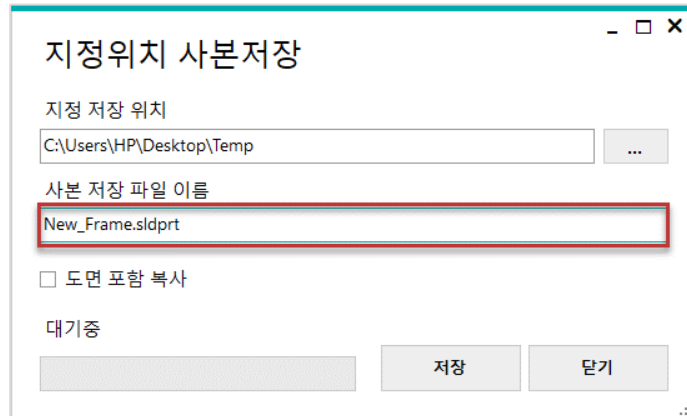 지정위치 사본저장
지정 저장 위치
C:\Users\HP\Desktop\Temp
...
사본 저장 파일 이름
New_Frame.sldprt
도면 포함 복사
대기중
저장
닫기